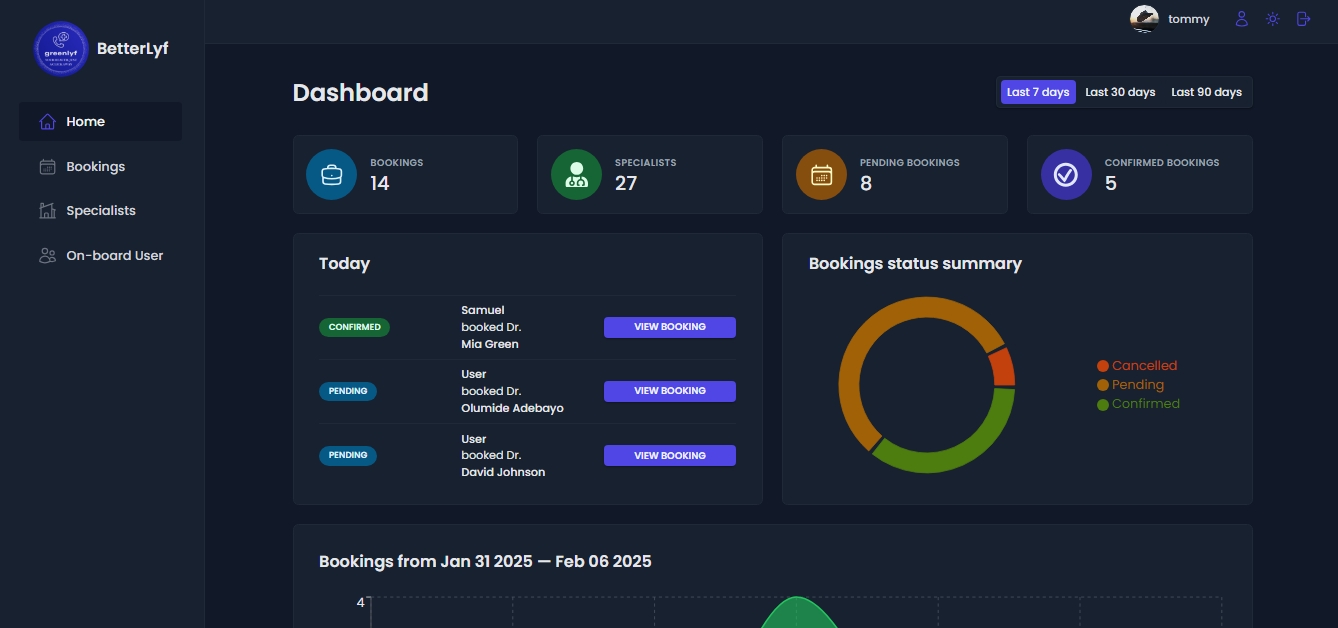 tommy
greenlyf
BetterLyf
Home
Bookings
Specialists
On-board User
Dashboard
Last 7 days Last 30 days Last 90 days
BOOKINGS
14
SPECIALISTS
27
PENDING BOOKINGS
8
CONFIRMED BOOKINGS
5
Today
CONFIRMED
Samuel
booked Dr.
Mia Green
VIEW BOOKING
PENDING
User
booked Dr.
Olumide Adebayo
VIEW BOOKING
PENDING
User
booked Dr.
David Johnson
VIEW BOOKING
Bookings status summary
Cancelled
Pending
Confirmed
Bookings from Jan 31 2025 — Feb 06 2025
4